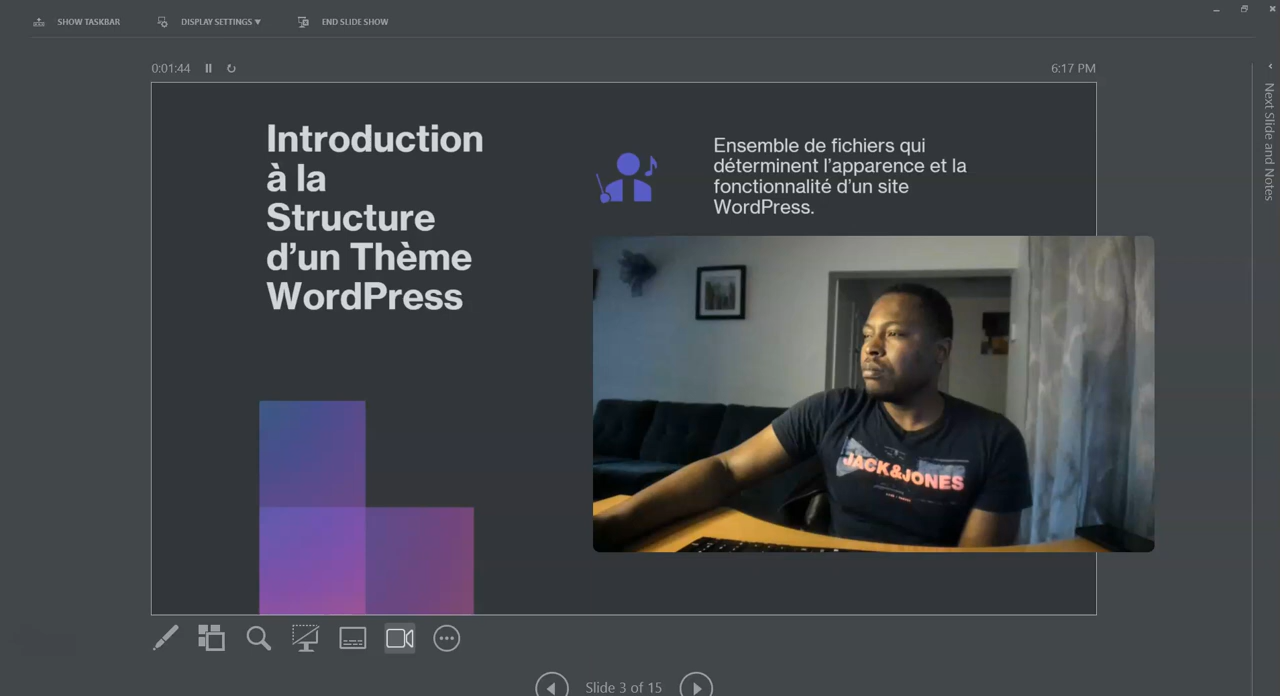 SHOW TASKBAR
DISPLAY SETTINGS ▼
END SLIDE SHOW
0:01:44
6:17 PM
Introduction
à la
Structure
d’un Thème
WordPress
Ensemble de fichiers qui
déterminent l’apparence et la
fonctionnalité d’un site
WordPress.
JACK&JONES
Next Slide and Notes
Slide 3 of 15